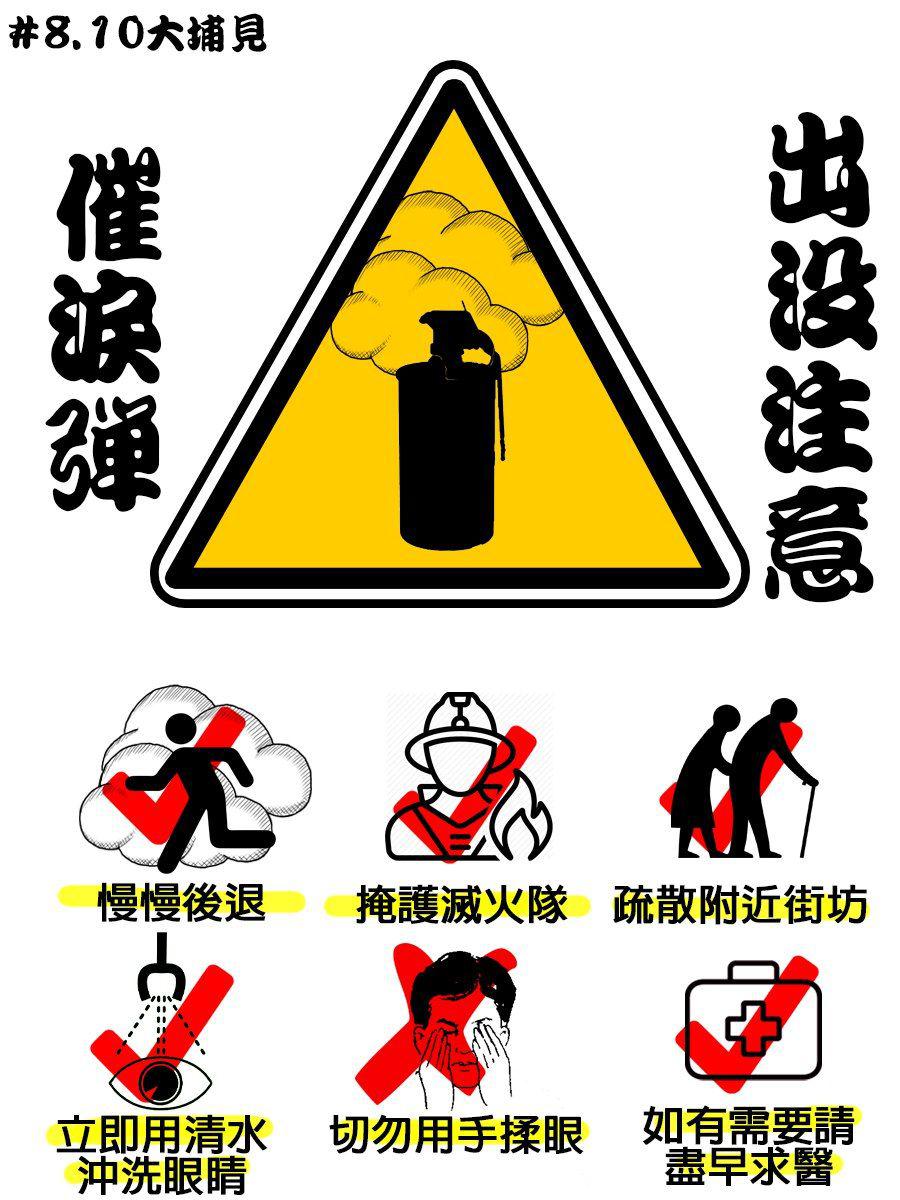 #8.10大埔見
催淚彈
出没注意
慢慢後退
掩護滅火隊
疏散附近街坊
立即用清水
沖洗眼睛
切勿用手揉眼
如有需要請
盡早求醫